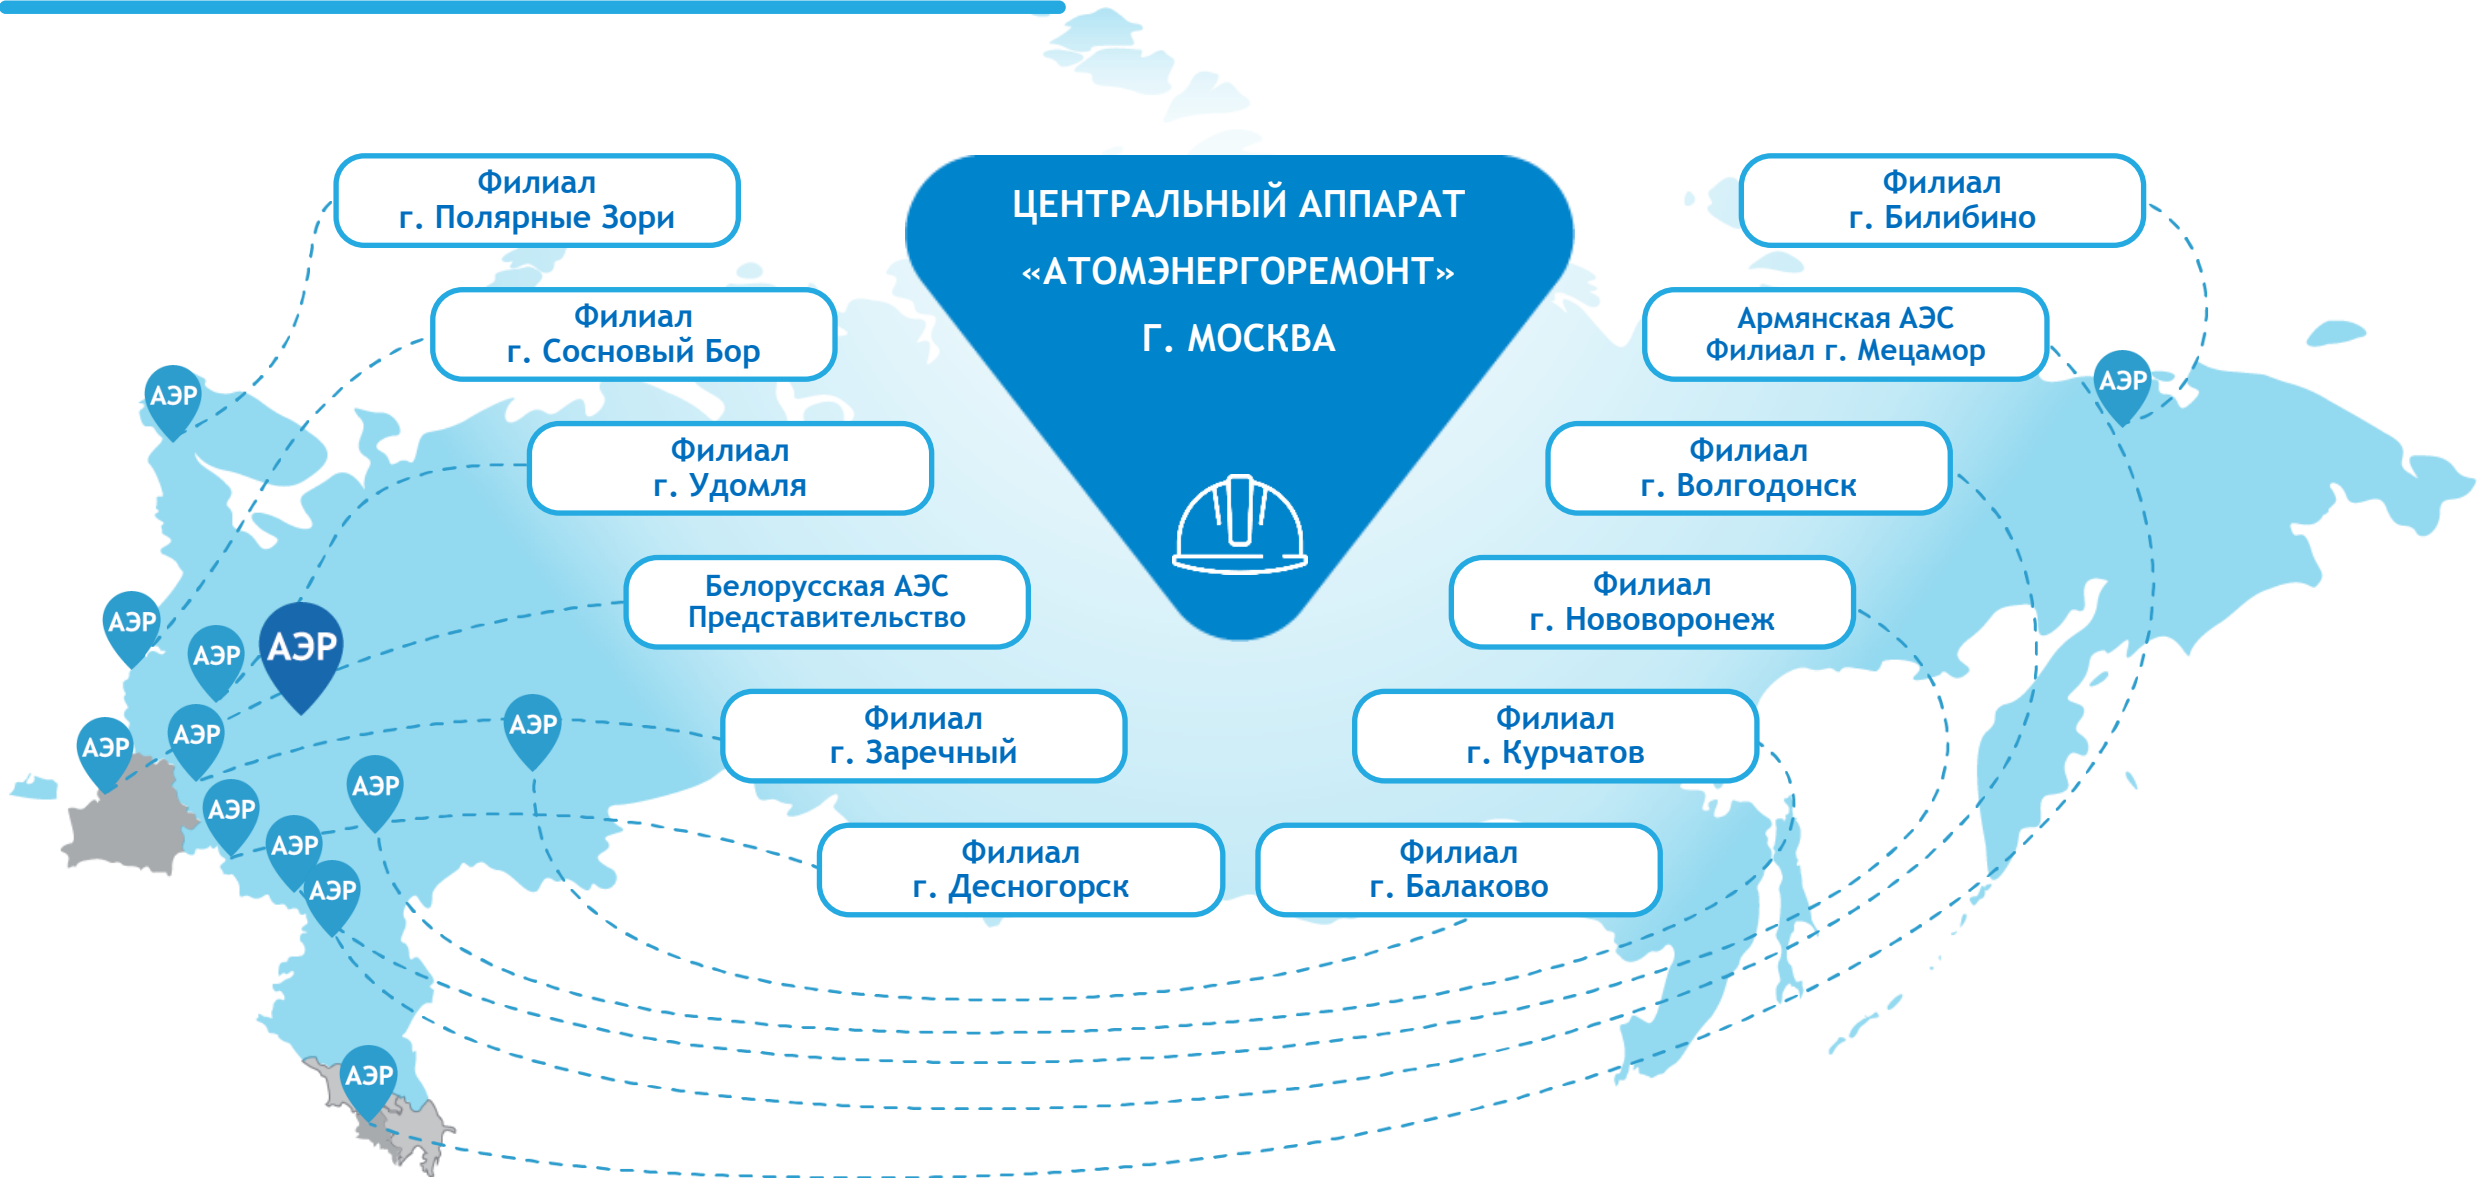 ЦЕНТРАЛЬНЫЙ АППАРАТ
«АТОМЭНЕРГОРЕМОНТ»
Г. МОСКВА
Филиал
г. Полярные Зори
Филиал
г. Сосновый Бор
Филиал
г. Удомля
Белорусская АЭС
Представительство
Филиал
г. Заречный
Филиал
г. Десногорск
Филиал
г. Билибино
Армянская АЭС
Филиал г. Мецамор
Филиал
г. Волгодонск
Филиал
г. Нововоронеж
Филиал
г. Курчатов
Филиал
г. Балаково
АЭР
АЭР
АЭР
АЭР
АЭР
АЭР
АЭР
АЭР
АЭР
АЭР
АЭР
АЭР
АЭР